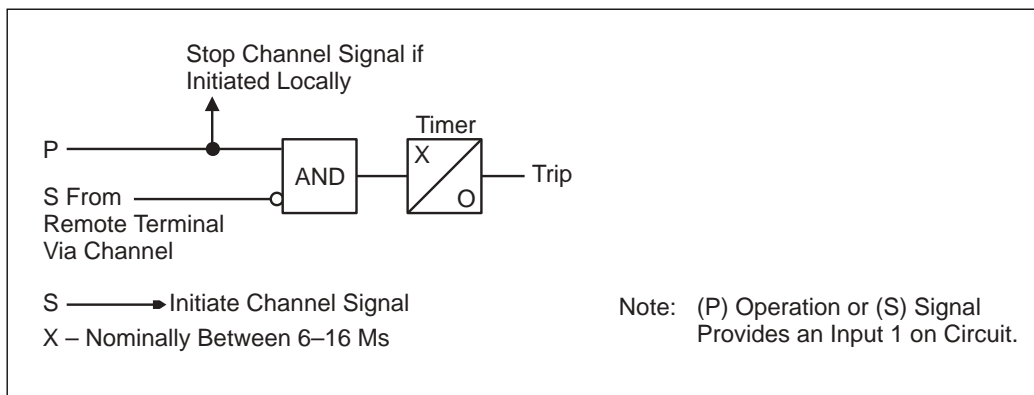 Stop Channel Signal if
Initiated Locally
P
AND
Timer
X
O
Trip
S From
Remote Terminal
Via Channel
S Initiate Channel Signal
X – Nominally Between 6–16 Ms
Note: (P) Operation or (S) Signal
Provides an Input 1 on Circuit.